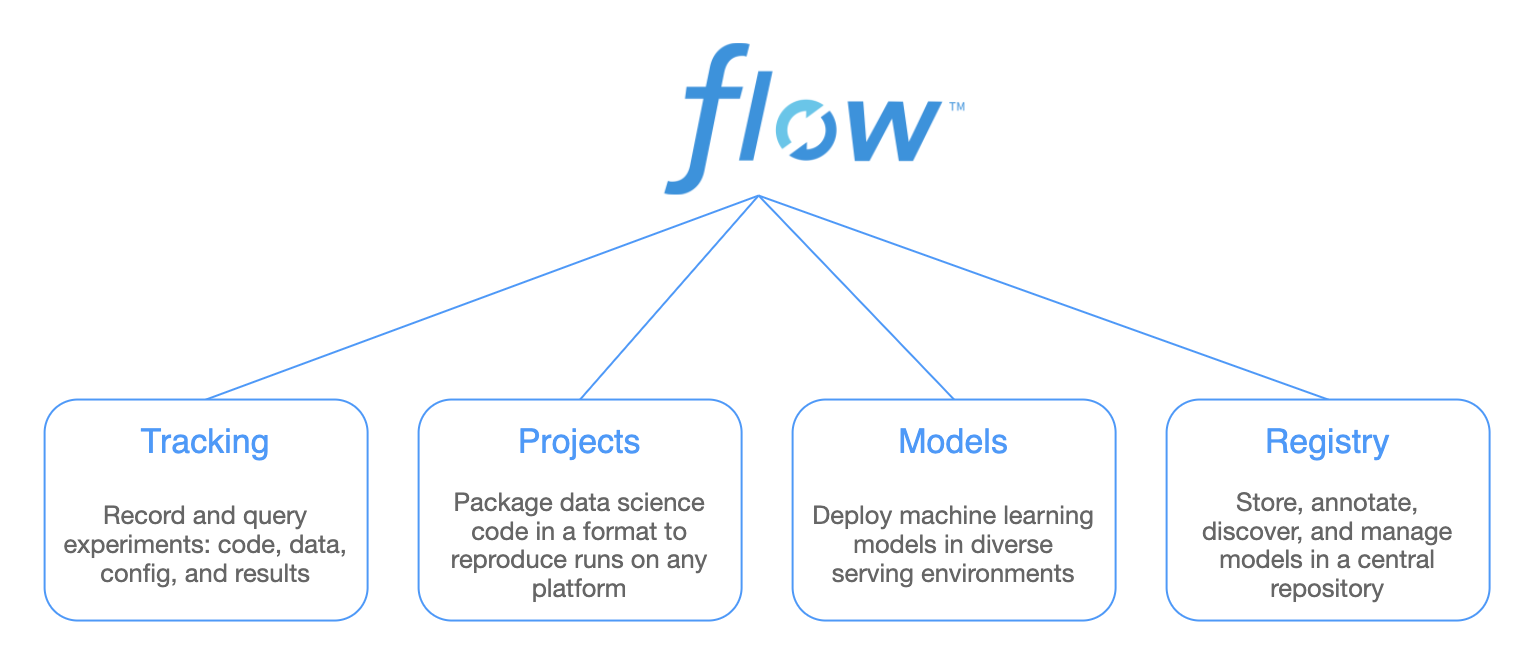 flow™
Tracking
Record and query
experiments: code, data,
config, and results
Projects
Package data science
code in a format to
reproduce runs on any
platform
Models
Deploy machine learning
models in diverse
serving environments
Registry
Store, annotate,
discover, and manage
models in a central
repository